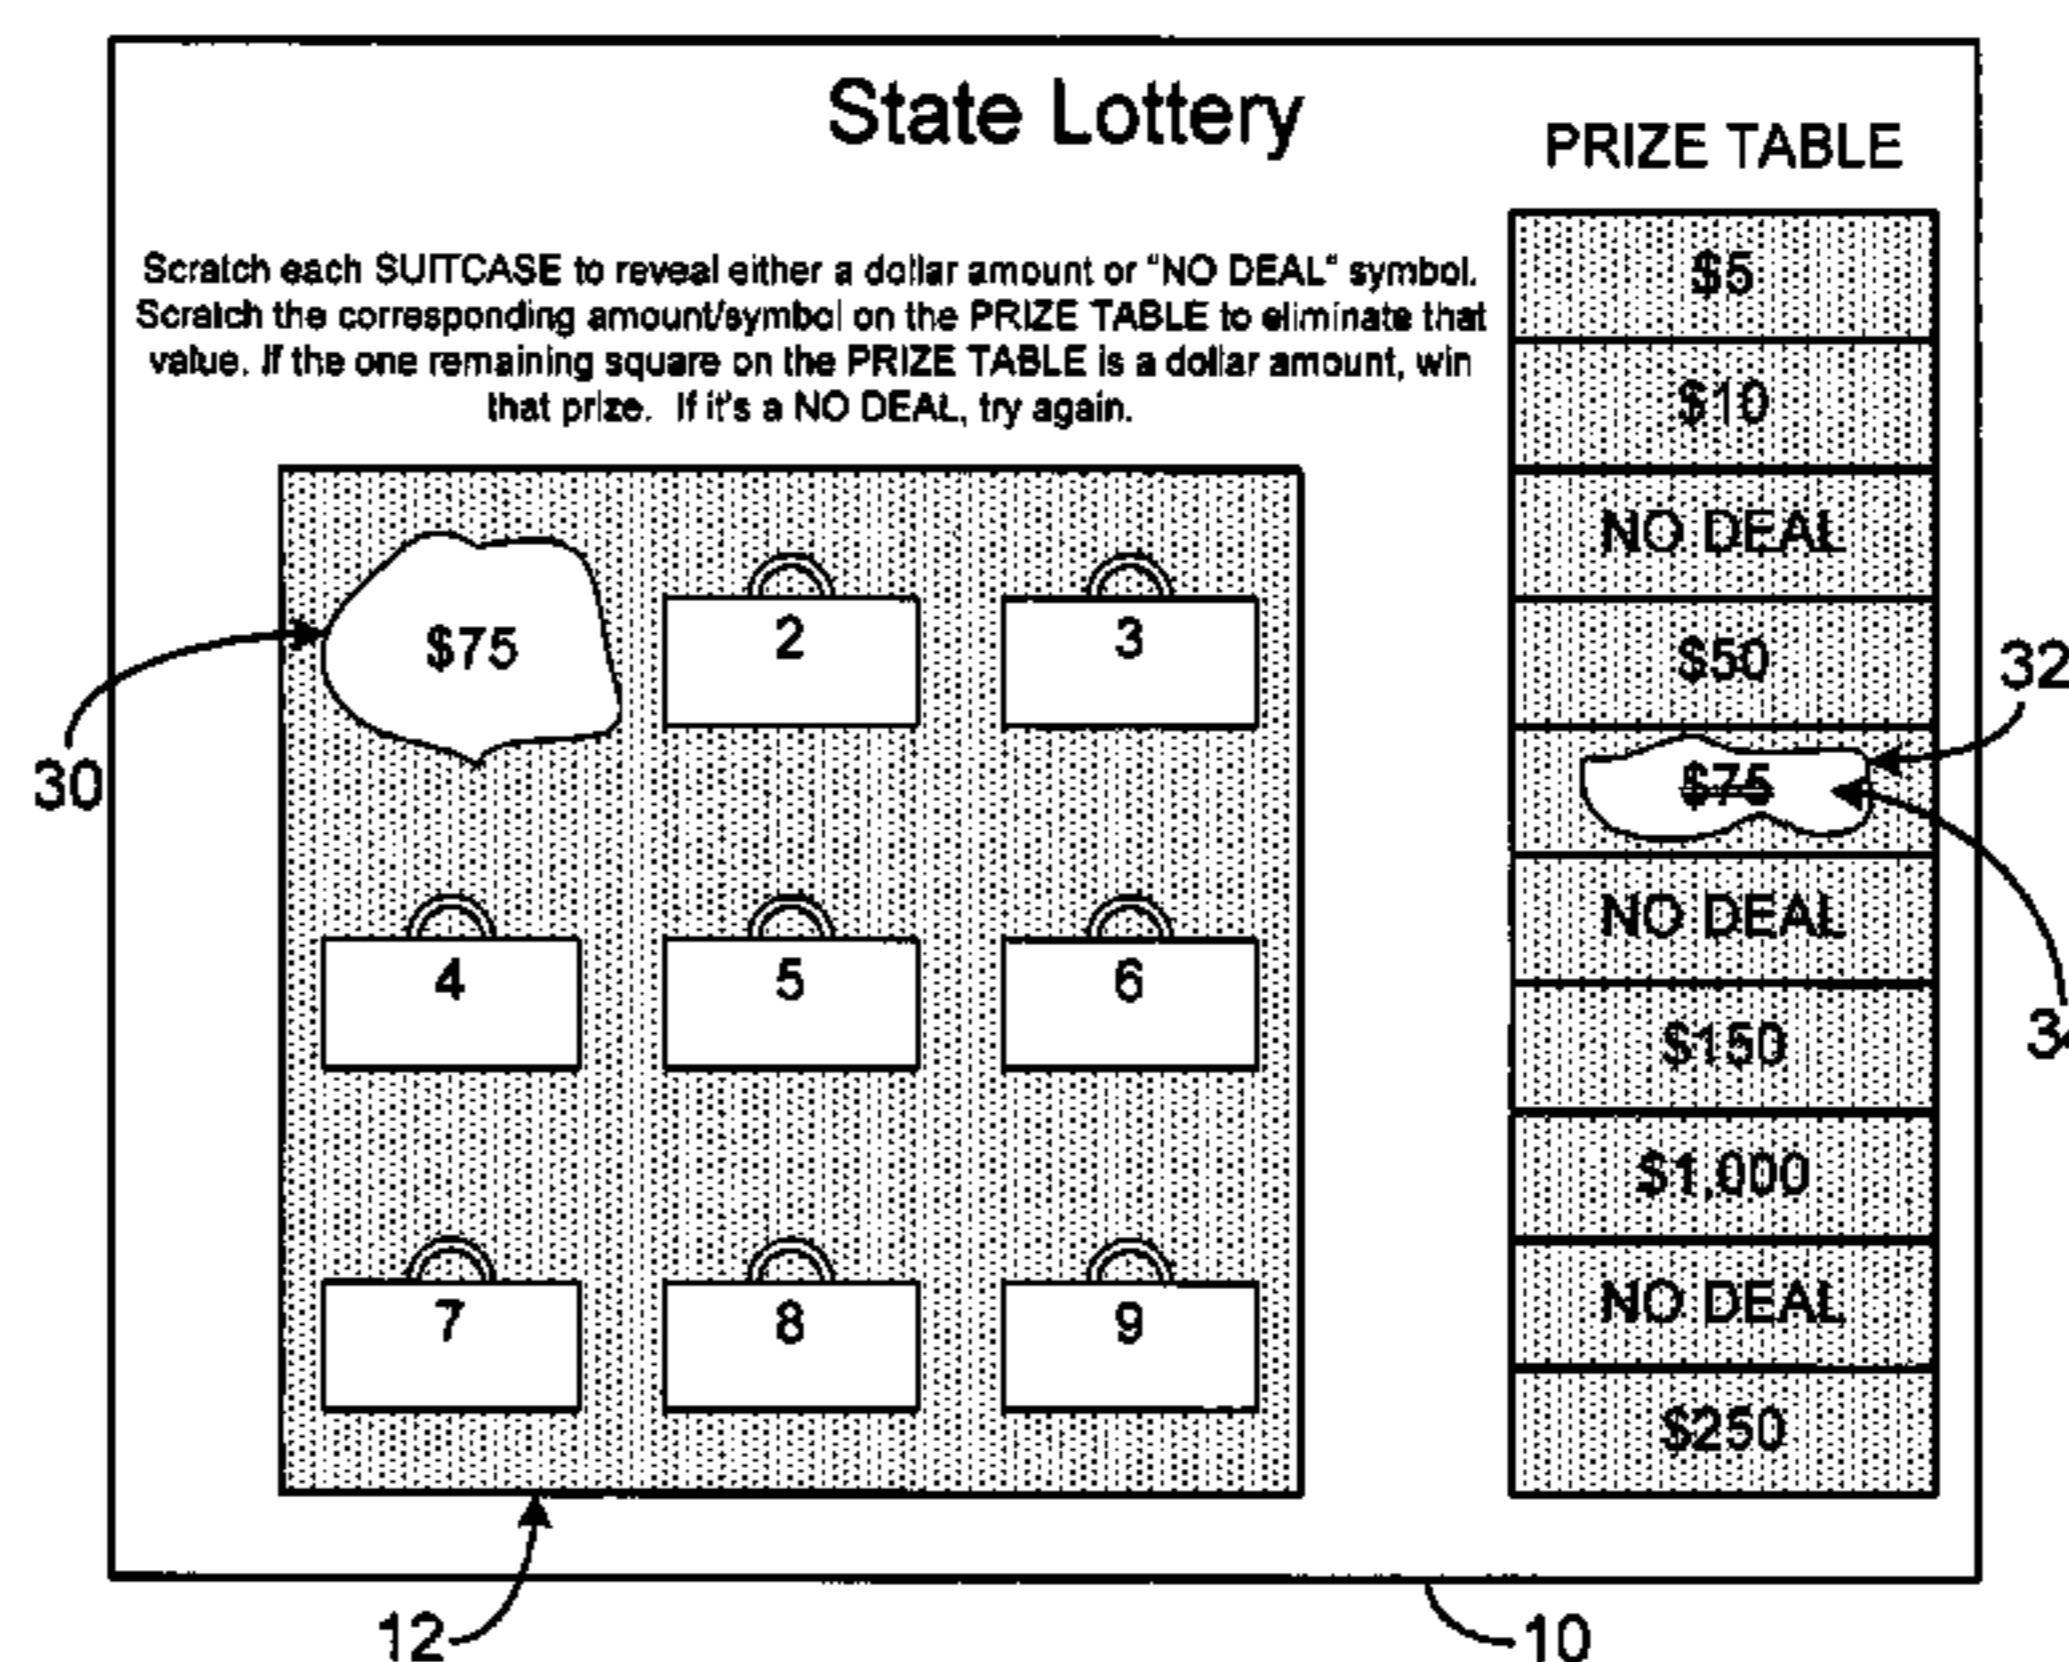 State Lottery
PRIZE TABLE
Scratch each SUITCASE to reveal either a dollar amount or "NO DEAL" symbol.
Scratch the corresponding amount/symbol on the PRIZE TABLE to eliminate that
value. If the one remaining square on the PRIZE TABLE is a dollar amount, win
that prize. If it's a NO DEAL, try again.
$75
2
3
4
5
6
7
8
9
$5
$10
NO DEAL
$50
$75
NO DEAL
$150
$1,000
NO DEAL
$250
30
32
12
10